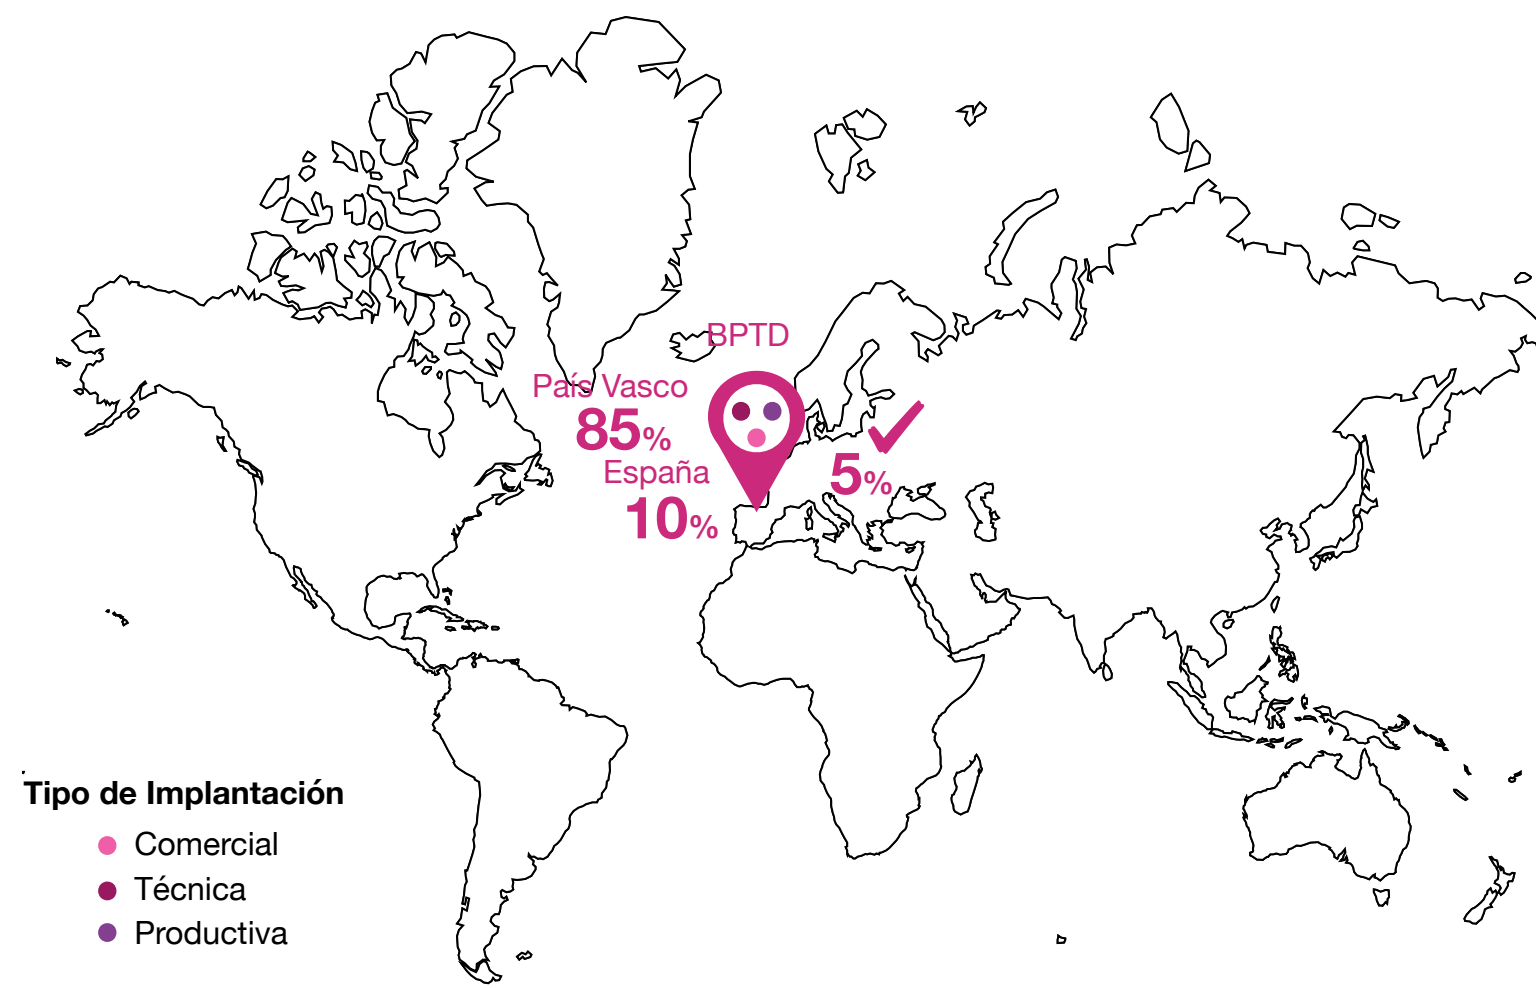 BPTD
País Vasco
85%
España
10%
5%
Tipo de Implantación
Comercial
Técnica
Productiva